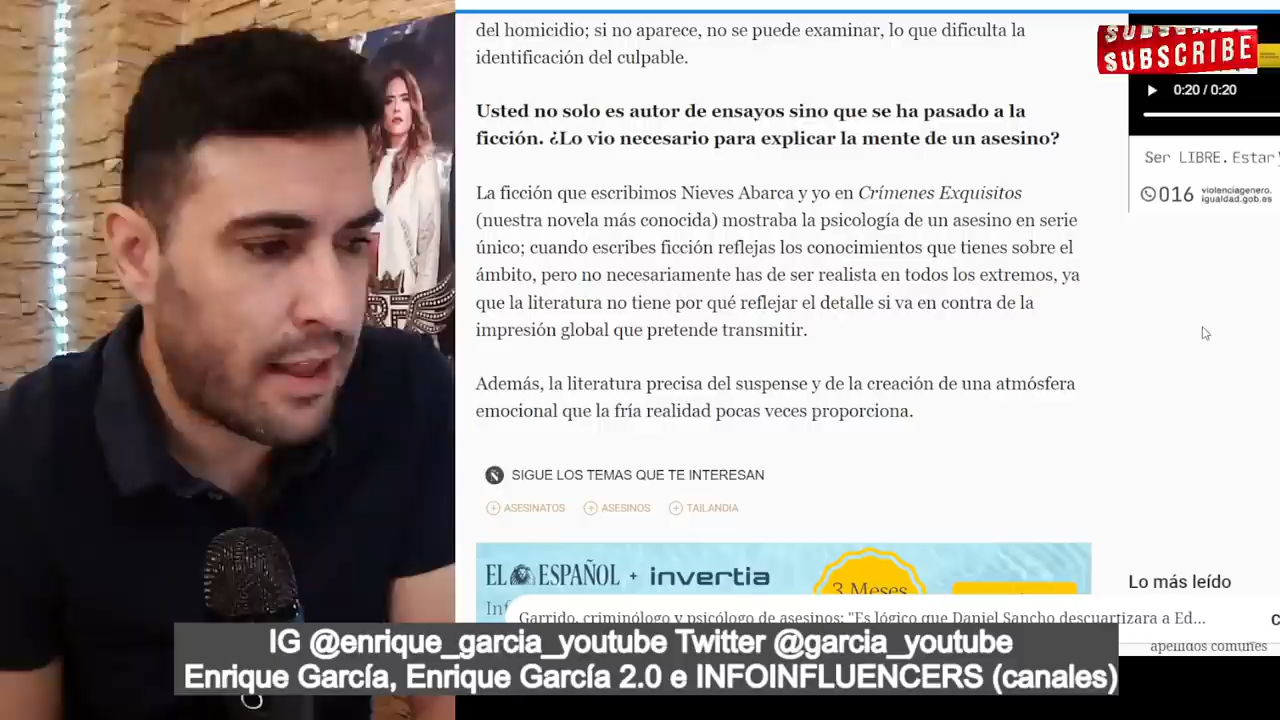 del homicidio; si no aparece, no se puede examinar, lo que dificulta la
identificación del culpable.
Usted no solo es autor de ensayos sino que se ha pasado a la
ficción. ¿Lo vio necesario para explicar la mente de un asesino?
La ficción que escribimos Nieves Abarca y yo en Crímenes Exquisitos
(nuestra novela más conocida) mostraba la psicología de un asesino en serie
único; cuando escribes ficción reflejas los conocimientos que tienes sobre el
ámbito, pero no necesariamente has de ser realista en todos los extremos, ya
que la literatura no tiene por qué reflejar el detalle si va en contra de la
impresión global que pretende transmitir.
Además, la literatura precisa del suspense y de la creación de una atmósfera
emocional que la fría realidad pocas veces proporciona.
SIGUE LOS TEMAS QUE TE INTERESAN
ASESINATOS ASESINOS TAILANDIA
EL ESPAÑOL + invertia
3 Meses
Garrido, criminólogo y psicólogo de asesinos: "Es lógico que Daniel Sancho descuartizara a Ed...
SUBSCRIBE
0:20 / 0:20
Ser LIBRE. Estar
016 violenciagenero.
igualdad.gob.es
Lo más leído
apellidos comunes
IG @enrique_garcia_youtube Twitter @garcia_youtube
Enrique García, Enrique García 2.0 e INFOINFLUENCERS (canales)